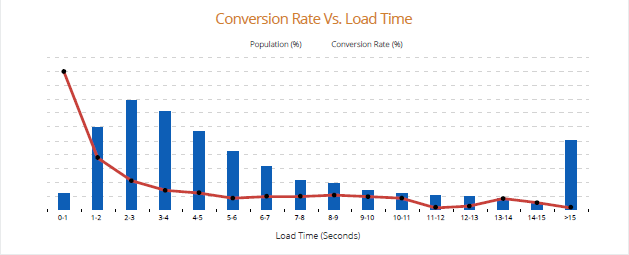 Conversion Rate Vs. Load Time
Population (%) Conversion Rate (%)
0-1 1-2 2-3 3-4 4-5 5-6 6-7 7-8 8-9 9-10 10-11 11-12 12-13 13-14 14-15 >15
Load Time (Seconds)